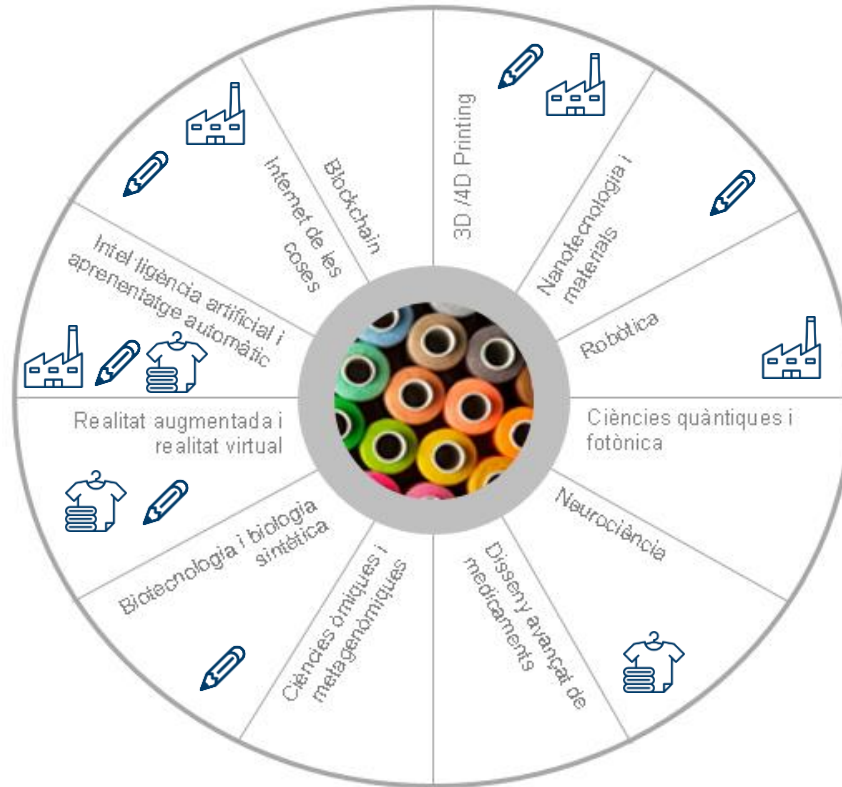 3D /4D Printing
Nanotecnologia i
materials
Robòtica
Ciències quàntiques i
fotònica
Neurociència
Disseny avançat de
medicaments
Ciències òmiques i
metagenòmiques
Biotecnologia i biologia
sintètica
Realitat augmentada i
realitat virtual
Intel ligència artificial i
aprenentatge automàtic
Internet de les
coses
Blockchain